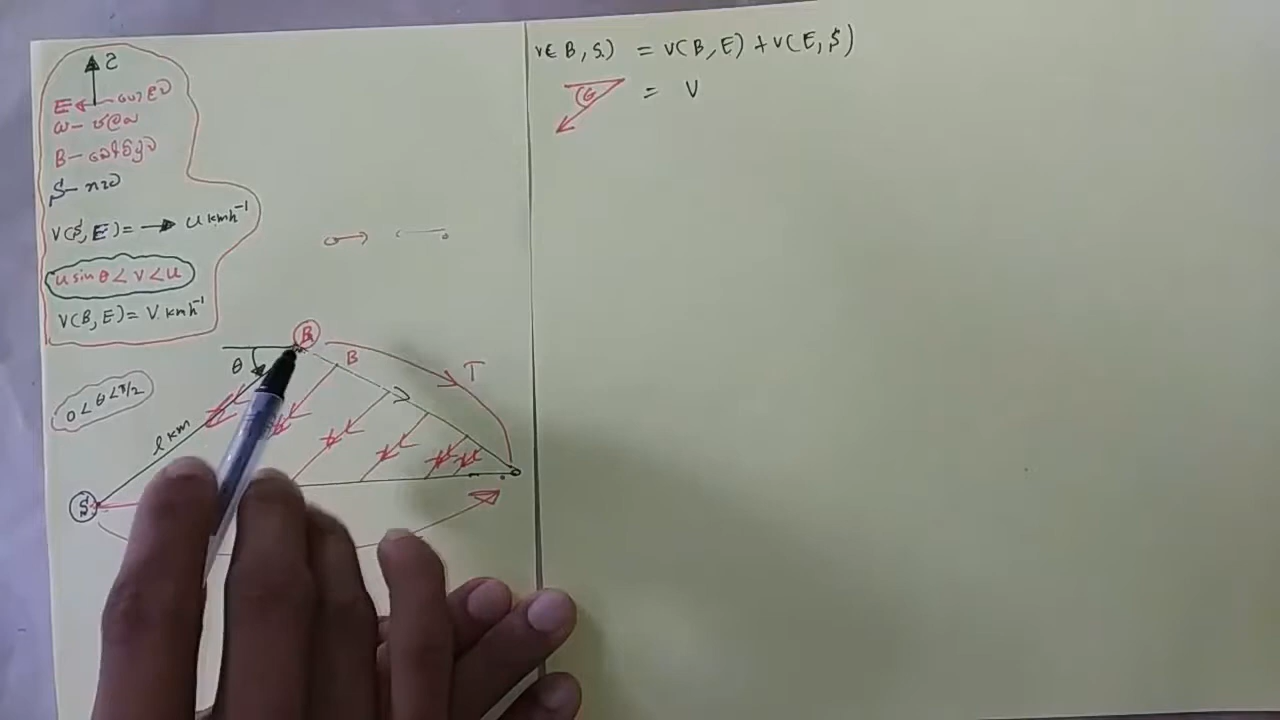 E
B
V(S, E) = → u kmh⁻¹
u sin θ < v < u
V(B, E) = V kmh⁻¹
0 < θ < π/2
θ
B
B
T
l km
S
V(B, S) = V(B, E) + V(E, S)
= V